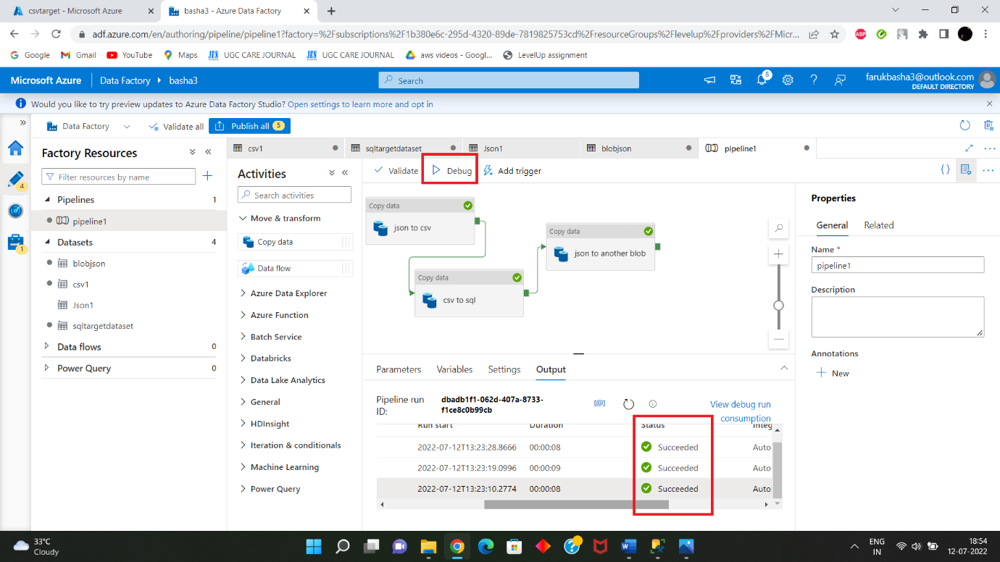 csvtarget - Microsoft Azure
basha3 - Azure Data Factory
adf.azure.com/en/authoring/pipeline/pipeline1?factory=%2Fsubscriptions%2F1b380e6c-295d-4320-89de-7819825753cd%2FresourceGroups%2Flevelup%2Fproviders%2FMicr...
ABP
Google
Gmail
YouTube
Maps
JES UGC CARE JOURNAL
JES UGC CARE JOURNAL
aws videos - Googl...
LevelUp assignment
Microsoft Azure
Data Factory
basha3
Search
8
farukbasha3@outlook.com
DEFAULT DIRECTORY
Would you like to try preview updates to Azure Data Factory Studio? Open settings to learn more and opt in
Data Factory
Validate all
Publish all 5
4
1
Factory Resources
Filter resources by name
Pipelines 1
pipeline1
Datasets 4
blobjson
csv1
Json1
sqltargetdataset
Data flows 0
Power Query 0
csv1
sqltargetdataset
Json1
blobjson
pipeline1
Activities
Search activities
Move & transform
Copy data
Data flow
Azure Data Explorer
Azure Function
Batch Service
Databricks
Data Lake Analytics
General
HDInsight
Iteration & conditionals
Machine Learning
Power Query
Validate
Debug
Add trigger
Copy data
json to csv
Copy data
json to another blob
Copy data
csv to sql
Parameters
Variables
Settings
Output
Pipeline run
ID:
dbadb1f1-062d-407a-8733-
f1ce8c0b99cb
View debug run
consumption
Run start Duration Status Integ
2022-07-12T13:23:28.8666 00:00:08 Succeeded Auto
2022-07-12T13:23:19.0996 00:00:09 Succeeded Auto
2022-07-12T13:23:10.2774 00:00:08 Succeeded Auto
Properties
General
Related
Name *
pipeline1
Description
Annotations
New
33°C
Cloudy
ENG
IN
18:54
12-07-2022